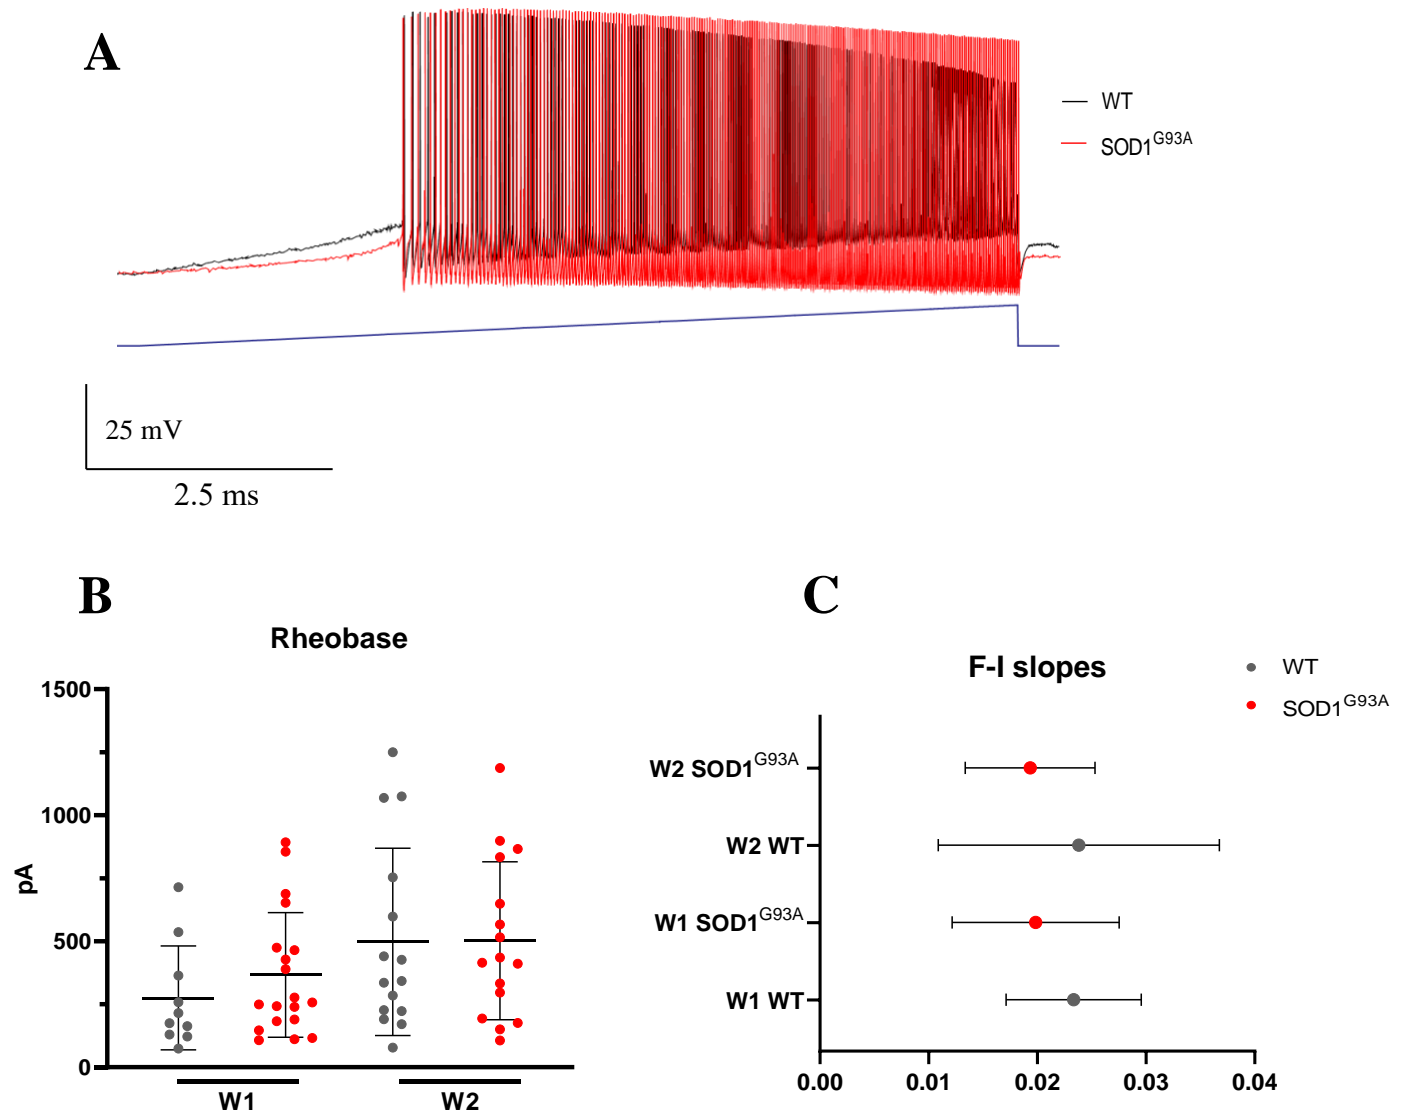 A
WT
SOD1G93A
25 mV
2.5 ms
B
Rheobase
1500
1000
500
0
pA
W1
W2
C
F-I slopes
WT
SOD1G93A
W2 SOD1G93A
W2 WT
W1 SOD1G93A
W1 WT
0.00 0.01 0.02 0.03 0.04